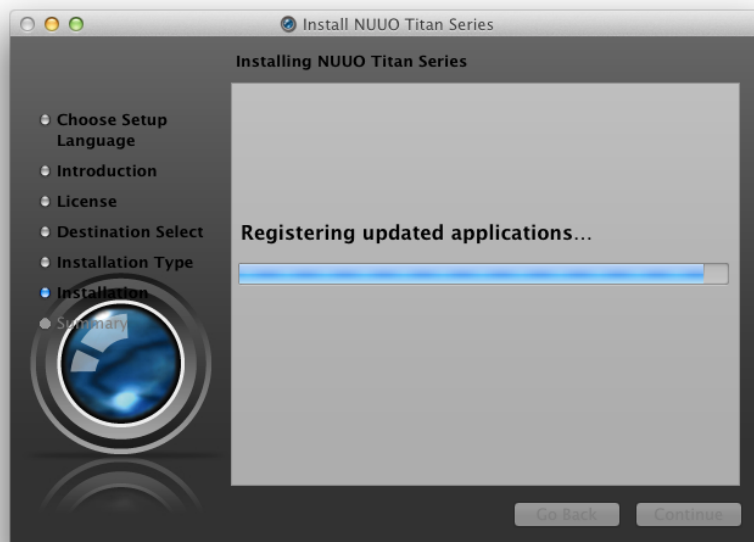 Install NUUO Titan Series
Installing NUUO Titan Series
Choose Setup
Language
Introduction
License
Destination Select
Installation Type
Installation
Summary
Registering updated applications...
Go Back
Continue